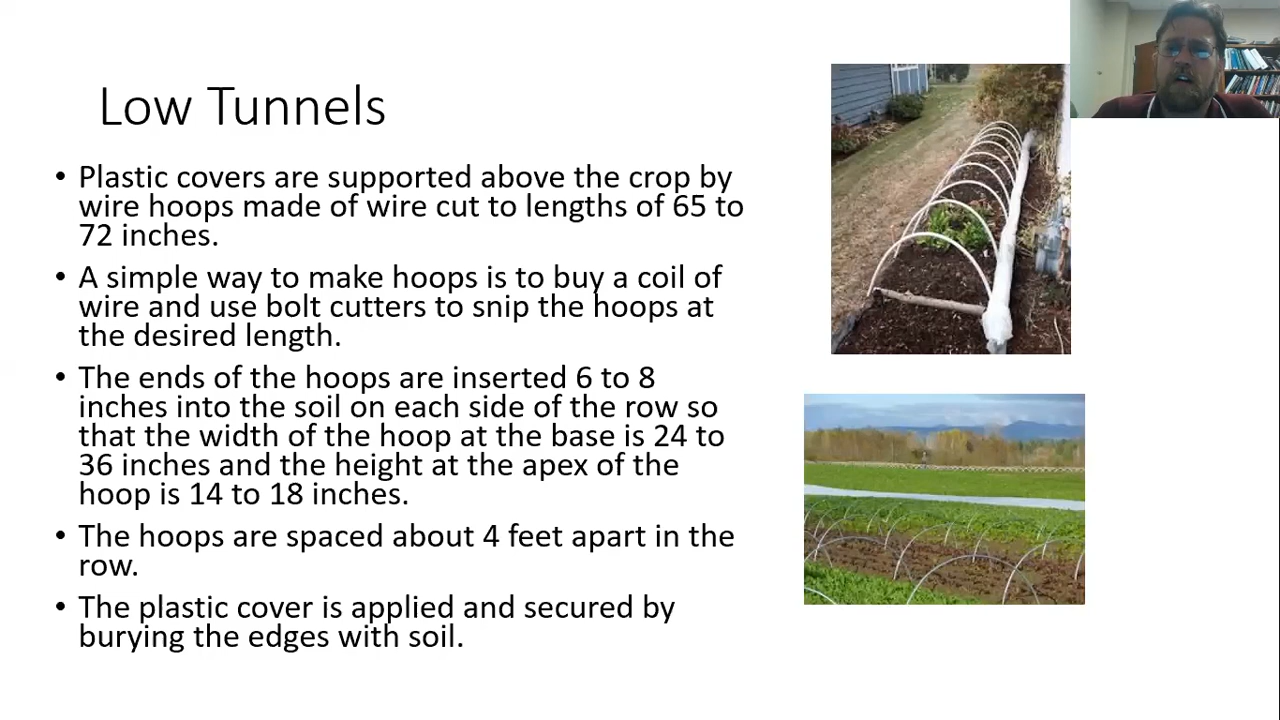 Low Tunnels
• Plastic covers are supported above the crop by
wire hoops made of wire cut to lengths of 65 to
72 inches.
• A simple way to make hoops is to buy a coil of
wire and use bolt cutters to snip the hoops at
the desired length.
• The ends of the hoops are inserted 6 to 8
inches into the soil on each side of the row so
that the width of the hoop at the base is 24 to
36 inches and the height at the apex of the
hoop is 14 to 18 inches.
• The hoops are spaced about 4 feet apart in the
row.
• The plastic cover is applied and secured by
burying the edges with soil.